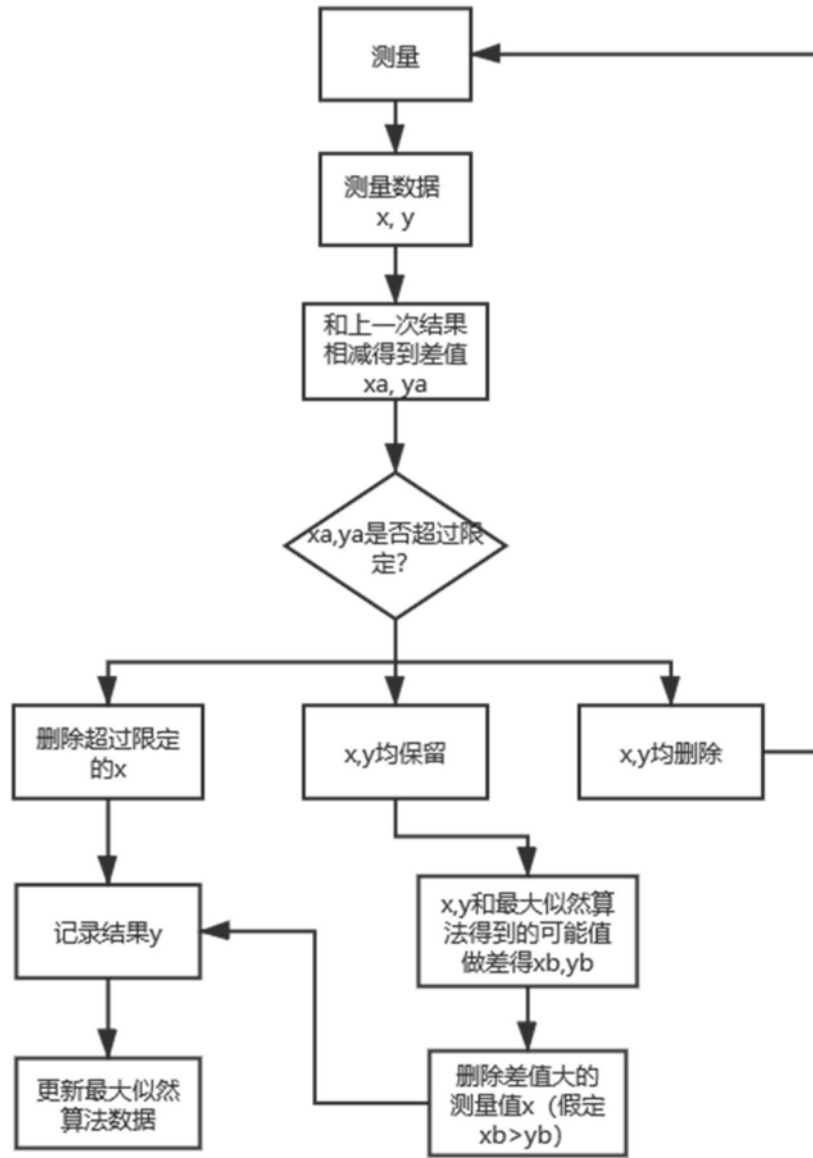 测量
测量数据
x, y
和上一次结果
相减得到差值
xa, ya
xa,ya是否超过限
定?
删除超过限定
的x
x,y均保留
x,y均删除
记录结果y
x,y和最大似然算
法得到的可能值
做差得xb,yb
更新最大似然
算法数据
删除差值大的
测量值x（假定
xb>yb）